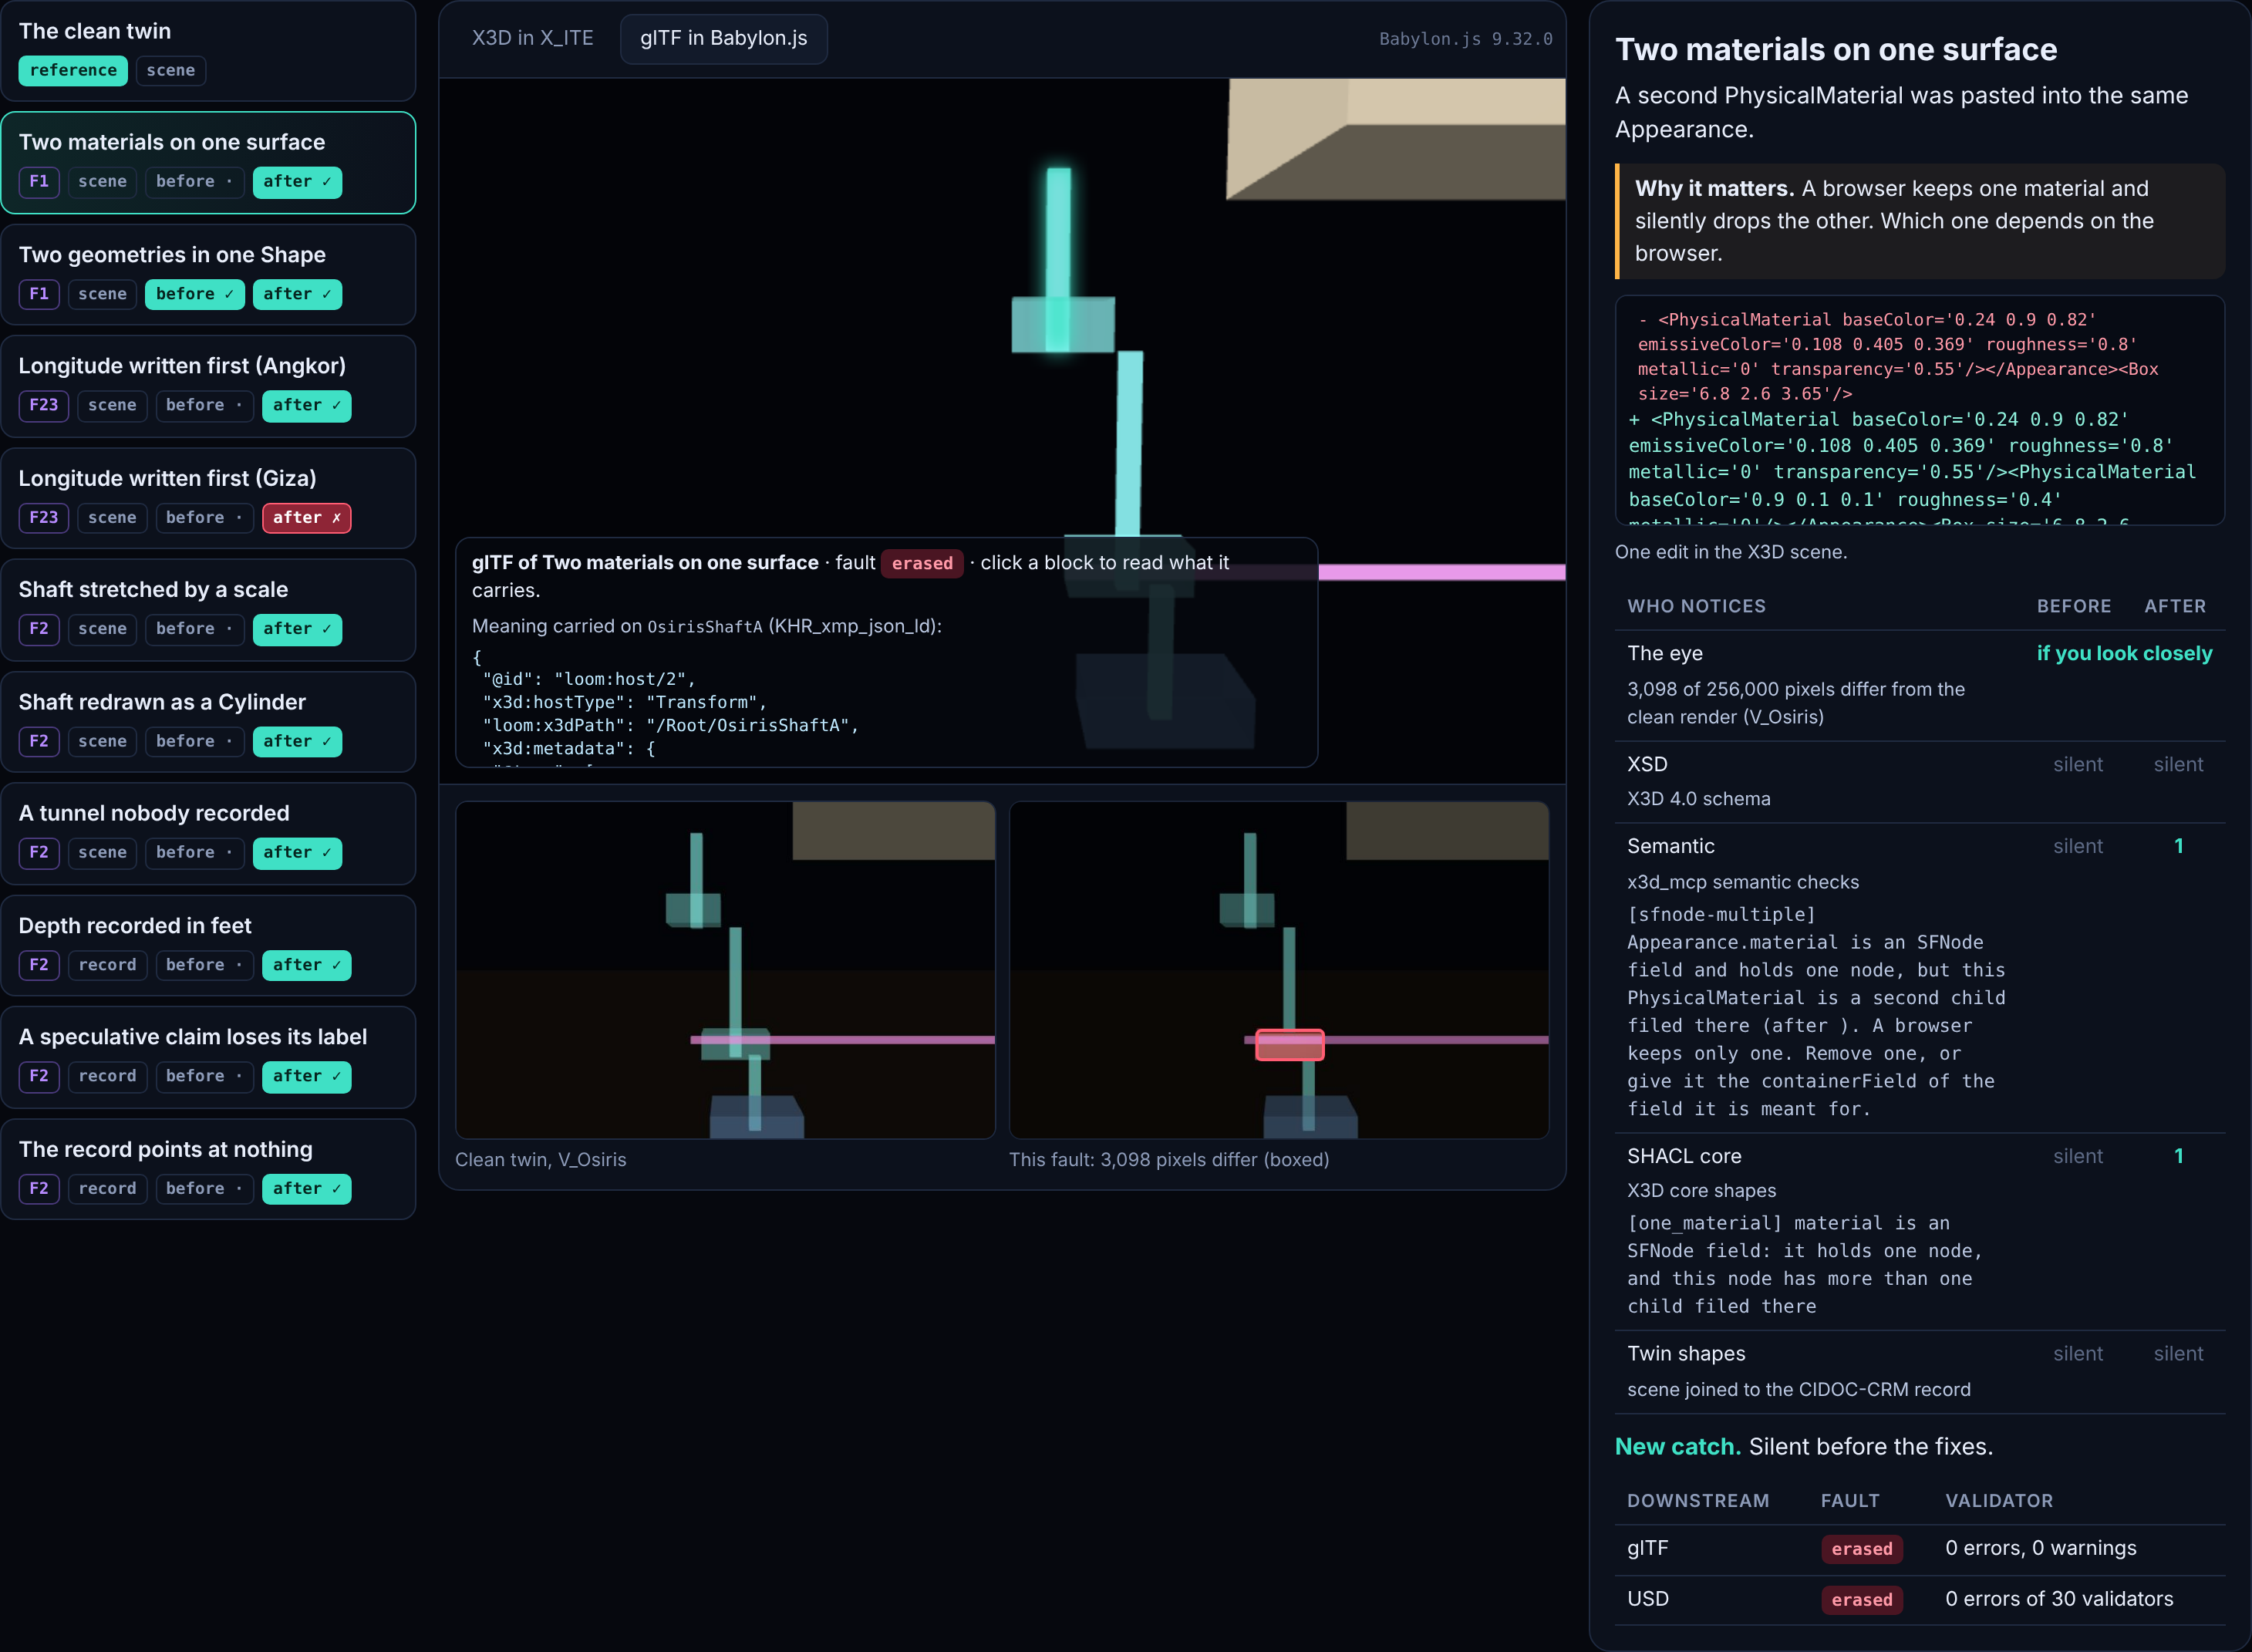 The clean twin
reference scene
Two materials on one surface
F1 scene before · after ✓
Two geometries in one Shape
F1 scene before ✓ after ✓
Longitude written first (Angkor)
F23 scene before · after ✓
Longitude written first (Giza)
F23 scene before · after ✗
Shaft stretched by a scale
F2 scene before · after ✓
Shaft redrawn as a Cylinder
F2 scene before · after ✓
A tunnel nobody recorded
F2 scene before · after ✓
Depth recorded in feet
F2 record before · after ✓
A speculative claim loses its label
F2 record before · after ✓
The record points at nothing
F2 record before · after ✓
X3D in X_ITE glTF in Babylon.js Babylon.js 9.32.0
glTF of Two materials on one surface · fault erased · click a block to read what it
carries.
Meaning carried on OsirisShaftA (KHR_xmp_json_ld):
{
"@id": "loom:host/2",
"x3d:hostType": "Transform",
"loom:x3dPath": "/Root/OsirisShaftA",
"x3d:metadata": {
Clean twin, V_Osiris
This fault: 3,098 pixels differ (boxed)
Two materials on one surface
A second PhysicalMaterial was pasted into the same
Appearance.
Why it matters. A browser keeps one material and
silently drops the other. Which one depends on the
browser.
- <PhysicalMaterial baseColor='0.24 0.9 0.82'
emissiveColor='0.108 0.405 0.369' roughness='0.8'
metallic='0' transparency='0.55'/></Appearance><Box
size='6.8 2.6 3.65'/>
+ <PhysicalMaterial baseColor='0.24 0.9 0.82'
emissiveColor='0.108 0.405 0.369' roughness='0.8'
metallic='0' transparency='0.55'/><PhysicalMaterial
baseColor='0.9 0.1 0.1' roughness='0.4'
metallic='0'/></Appearance><Box size='6.8 2.6
One edit in the X3D scene.
WHO NOTICES BEFORE AFTER
The eye if you look closely
3,098 of 256,000 pixels differ from the
clean render (V_Osiris)
XSD silent silent
X3D 4.0 schema
Semantic silent 1
x3d_mcp semantic checks
[sfnode-multiple]
Appearance.material is an SFNode
field and holds one node, but this
PhysicalMaterial is a second child
filed there (after ). A browser
keeps only one. Remove one, or
give it the containerField of the
field it is meant for.
SHACL core silent 1
X3D core shapes
[one_material] material is an
SFNode field: it holds one node,
and this node has more than one
child filed there
Twin shapes silent silent
scene joined to the CIDOC-CRM record
New catch. Silent before the fixes.
DOWNSTREAM FAULT VALIDATOR
glTF erased 0 errors, 0 warnings
USD erased 0 errors of 30 validators